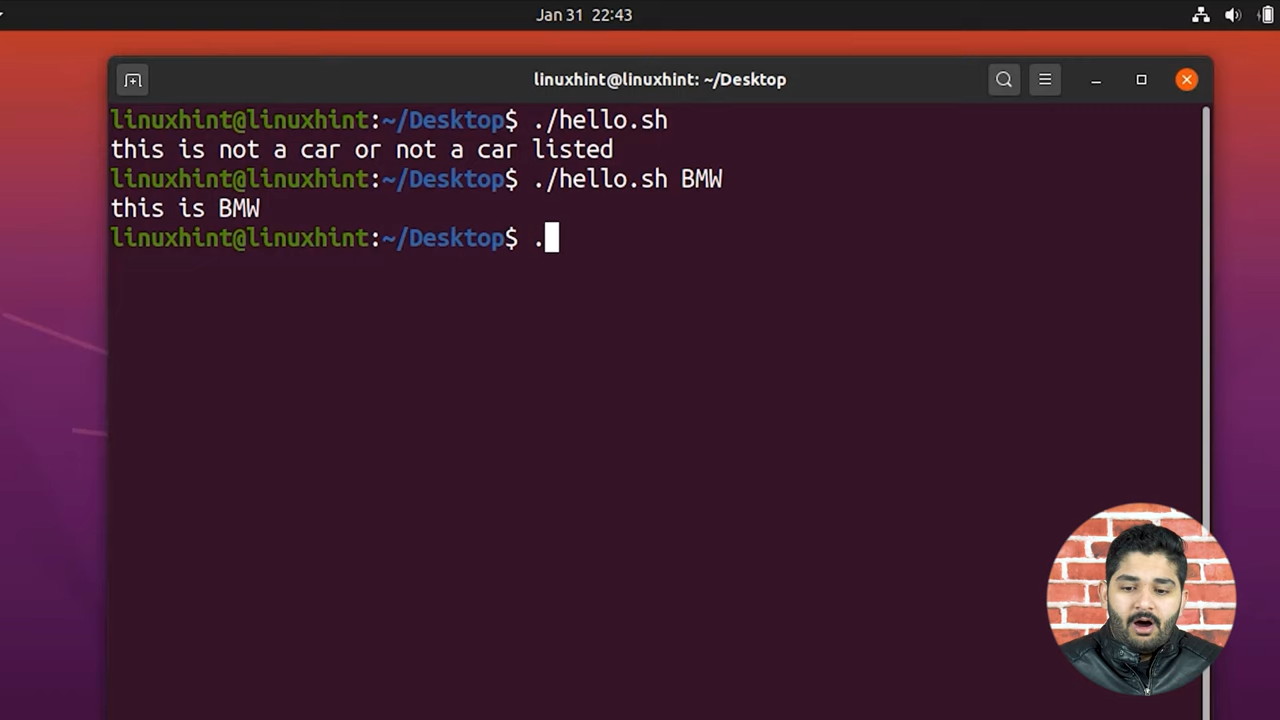 Jan 31 22:43
linuxhint@linuxhint: ~/Desktop
linuxhint@linuxhint:~/Desktop$ ./hello.sh
this is not a car or not a car listed
linuxhint@linuxhint:~/Desktop$ ./hello.sh BMW
this is BMW
linuxhint@linuxhint:~/Desktop$ .